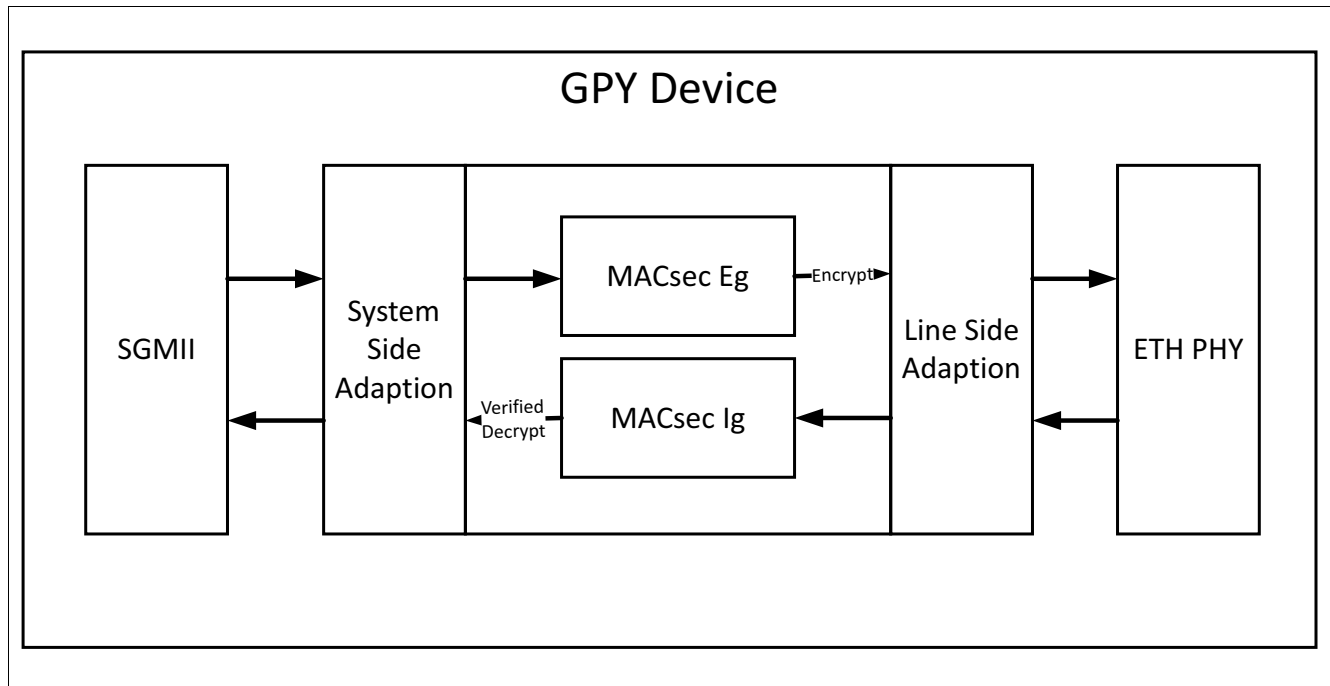 GPY Device
SGMII
System
Side
Adaption
MACsec Eg
Encrypt
Verified
Decrypt
MACsec Ig
Line Side
Adaption
ETH PHY